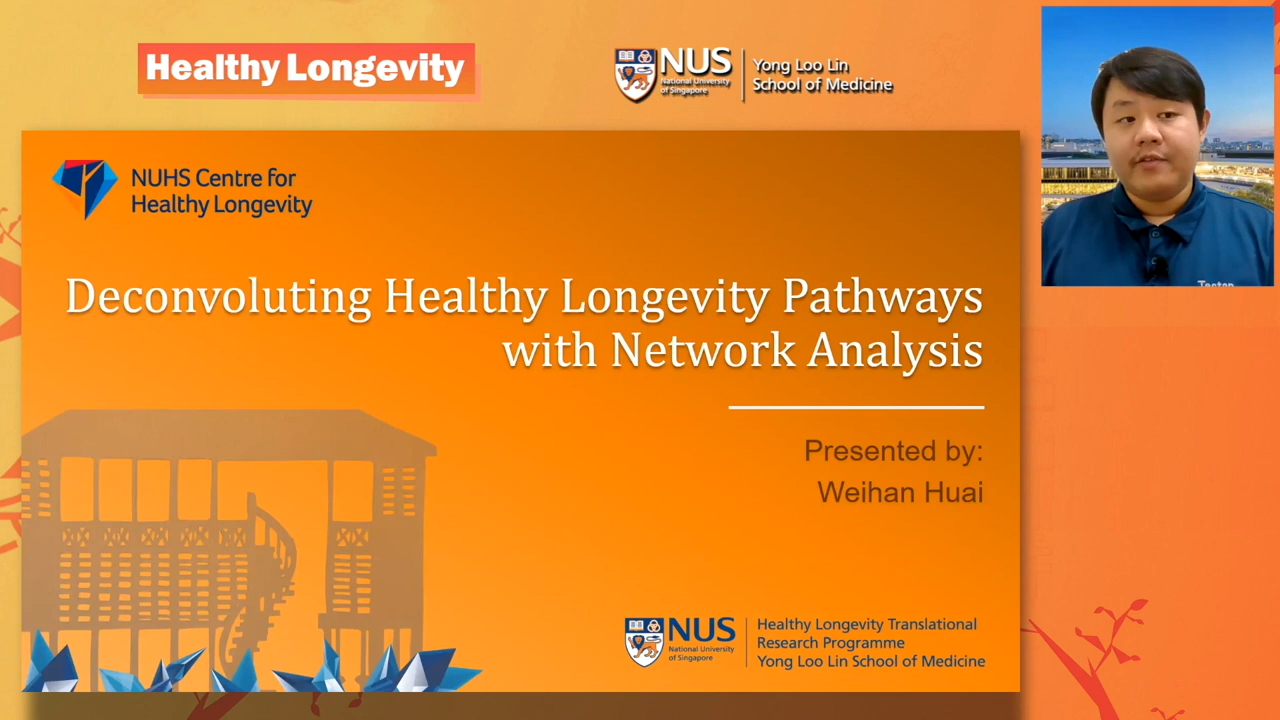 Healthy Longevity
NUS
National University
of Singapore
Yong Loo Lin
School of Medicine
NUHS Centre for
Healthy Longevity
Deconvoluting Healthy Longevity Pathways
with Network Analysis
Presented by:
Weihan Huai
NUS
National University
of Singapore
Healthy Longevity Translational
Research Programme
Yong Loo Lin School of Medicine